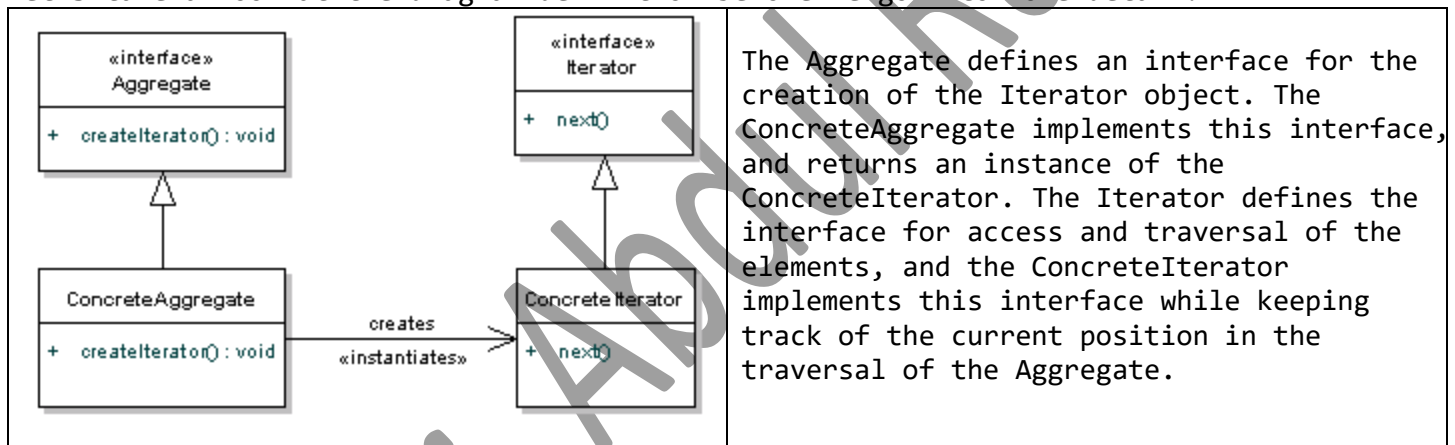 «interface»
Aggregate
+ createIterator() : void
«interface»
Iterator
+ next()
ConcreteAggregate
+ createIterator() : void
creates
«instantiates»
ConcreteIterator
+ next()
The Aggregate defines an interface for the
creation of the Iterator object. The
ConcreteAggregate implements this interface,
and returns an instance of the
ConcreteIterator. The Iterator defines the
interface for access and traversal of the
elements, and the ConcreteIterator
implements this interface while keeping
track of the current position in the
traversal of the Aggregate.
Abdul